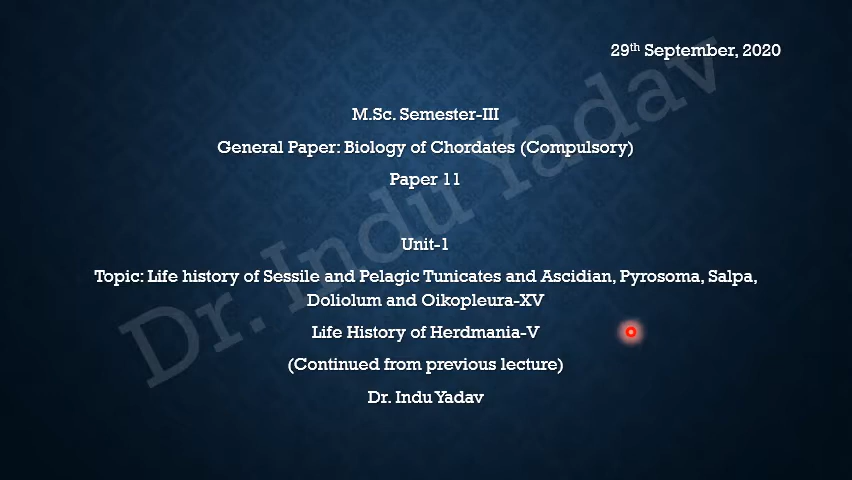 29th September, 2020
M.Sc. Semester-III
General Paper: Biology of Chordates (Compulsory)
Paper 11
Unit-1
Topic: Life history of Sessile and Pelagic Tunicates and Ascidian, Pyrosoma, Salpa,
Doliolum and Oikopleura-XV
Life History of Herdmania-V
(Continued from previous lecture)
Dr. Indu Yadav
Dr. Indu Yadav